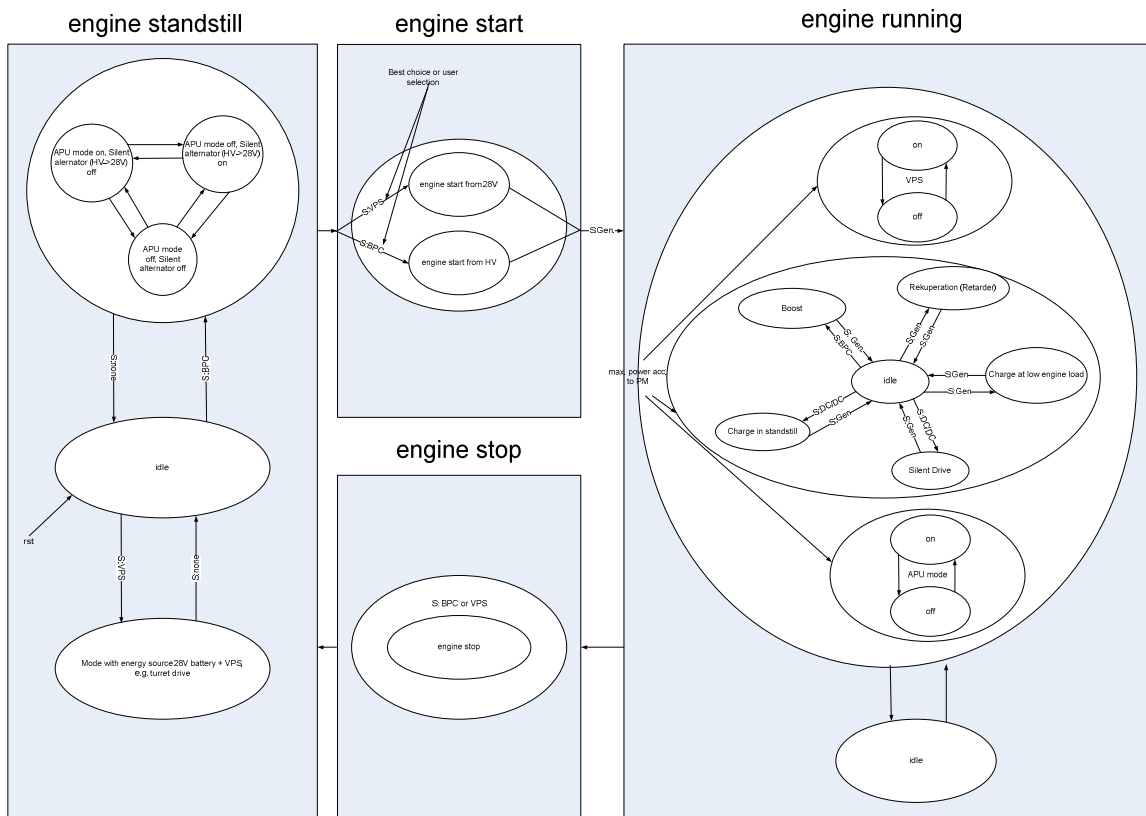 engine standstill
engine start
engine running
APU mode on, Silent
alernator (HV->28V)
off
APU mode off, Silent
alternator (HV->28V)
on
APU mode
off, Silent
alternator off
S:none
S:BPC
idle
rst
S:VPS
S:none
Mode with energy source 28V battery + VPS,
e.g. turret drive
Best choice or user
selection
engine start from 28V
S:VPS
S:BPC
engine start from HV
S:Gen.
engine stop
S: BPC or VPS
engine stop
on
VPS
off
max. power acc.
to PM
Boost
Rekuperation (Retarder)
S: Gen.
S:BPC
S:Gen
S:Gen
idle
S:Gen
S:Gen
Charge at low engine load
S:DC/DC
S:Gen
Charge in standstill
S:DC/DC
S:Gen
Silent Drive
on
APU mode
off
idle